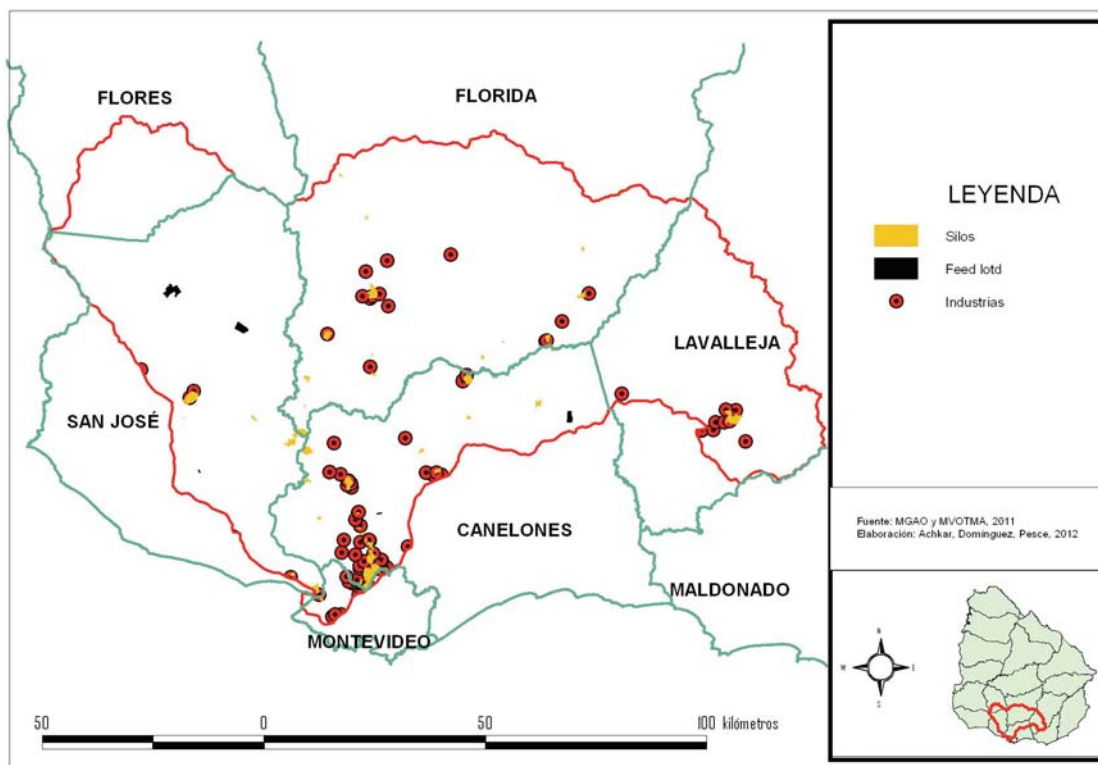 FLORES
FLORIDA
LAVALLEJA
SAN JOSÉ
CANELONES
MALDONADO
MONTEVIDEO
50 0 50 100 kilómetros
LEYENDA
Silos
Feed lotd
Industrias
Fuente: MGAO y MVOTMA, 2011
Elaboración: Achkar, Domínguez, Pesce, 2012
N
W E
S